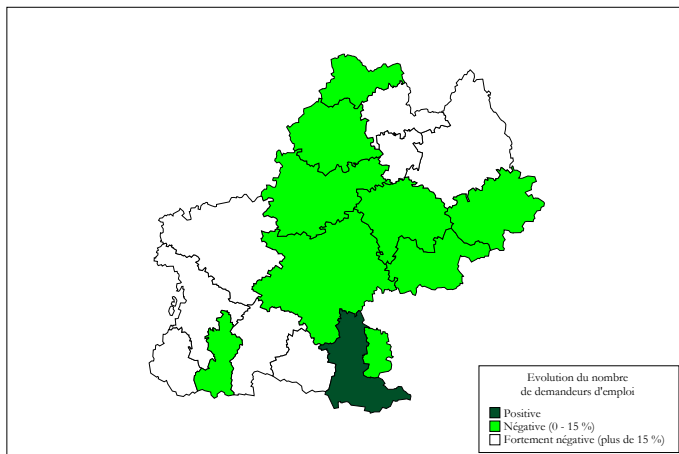 Evolution du nombre
de demandeurs d'emploi
Positive
Négative (0 - 15 %)
Fortement négative (plus de 15 %)